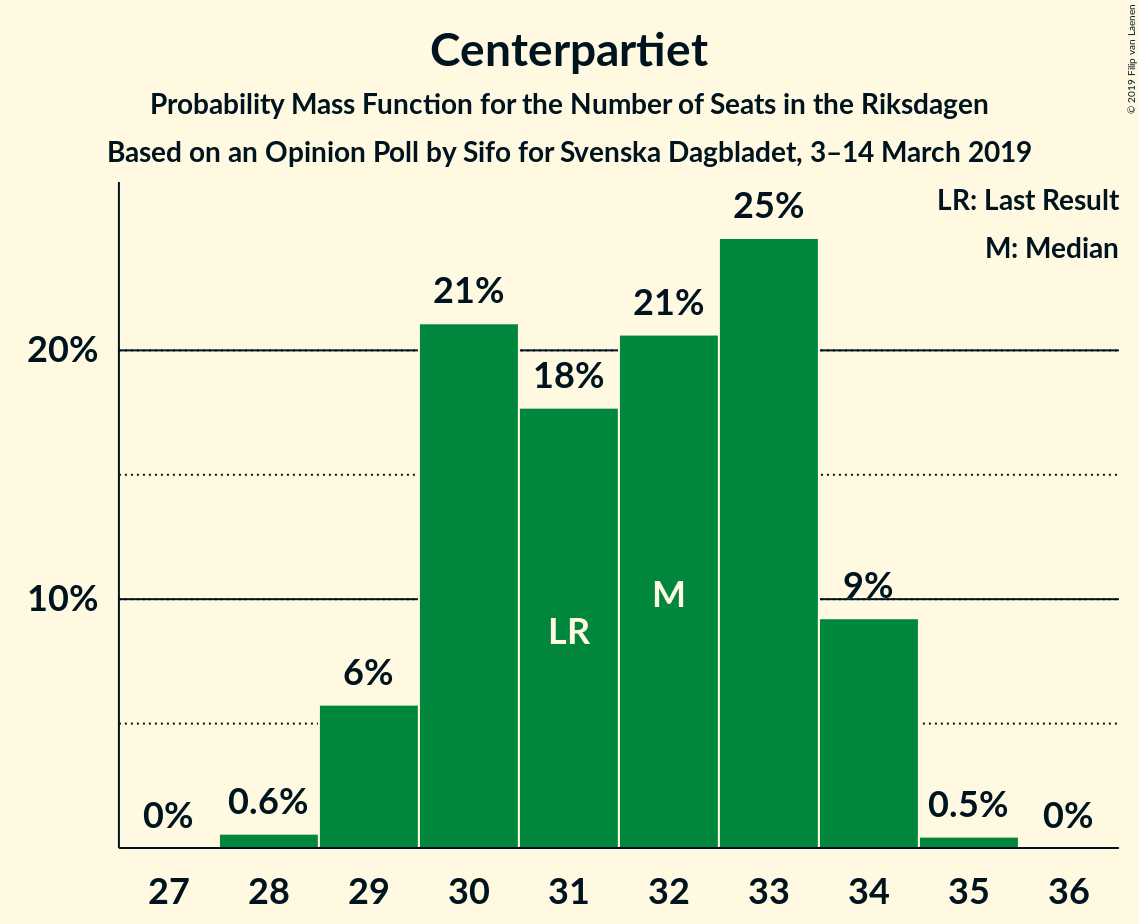 Centerpartiet
Probability Mass Function for the Number of Seats in the Riksdagen
Based on an Opinion Poll by Sifo for Svenska Dagbladet, 3–14 March 2019
© 2019 Filip van Laenen
LR: Last Result
M: Median
20%
10%
0%
0.6%
6%
21%
18%
21%
25%
9%
0.5%
0%
LR
M
27 28 29 30 31 32 33 34 35 36